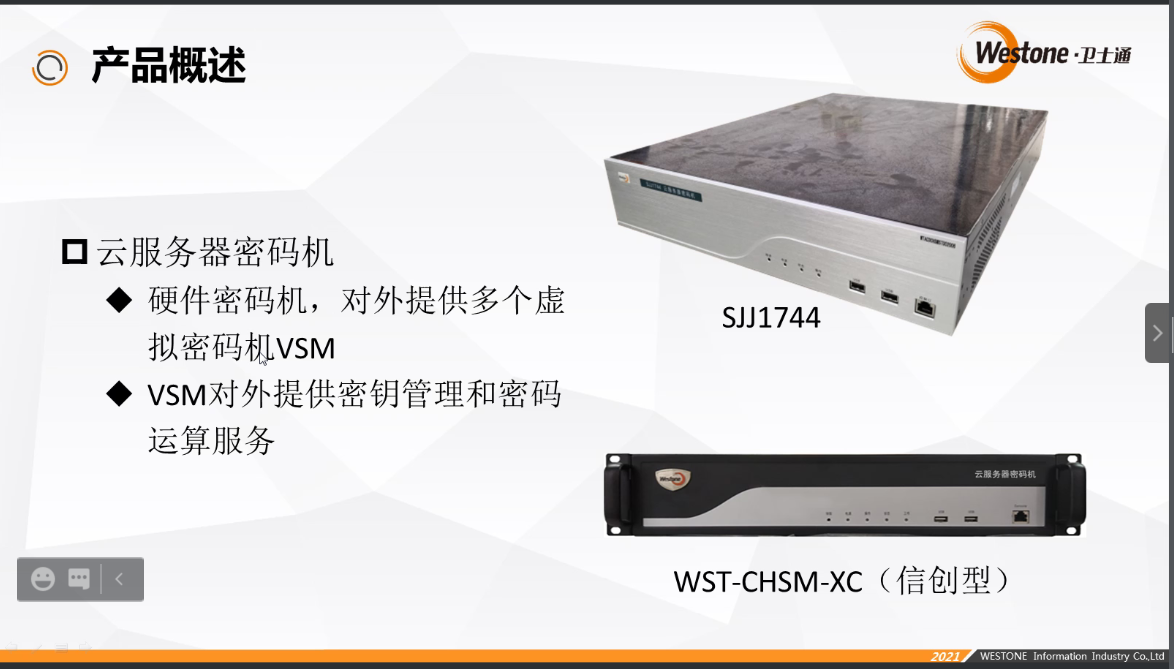 产品概述
Westone·卫士通
云服务器密码机
硬件密码机，对外提供多个虚
拟密码机VSM
VSM对外提供密钥管理和密码
运算服务
SJJ1744
Westone
云服务器密码机
WST-CHSM-XC（信创型）
2021
WESTONE Information Industry Co.,Ltd